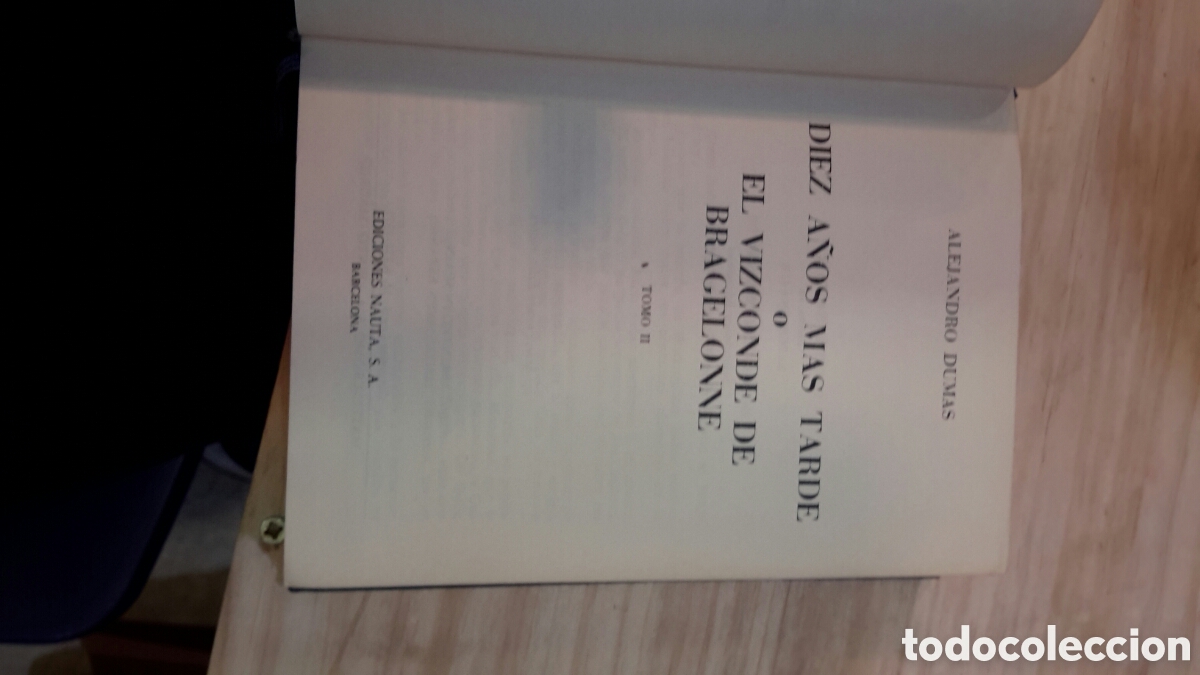 ALEJANDRO DUMAS
DIEZ AÑOS MAS TARDE
O
EL VIZCONDE DE
BRAGELONNE
TOMO II
EDICIONES NAUTA, S. A.
BARCELONA
todocoleccion